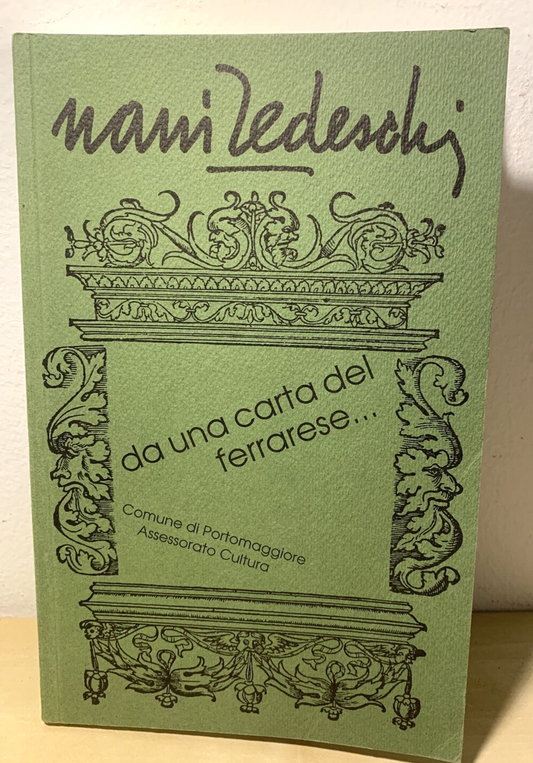 nani Tedeschi
da una carta del
ferrarese...
Comune di Portomaggiore
Assessorato Cultura